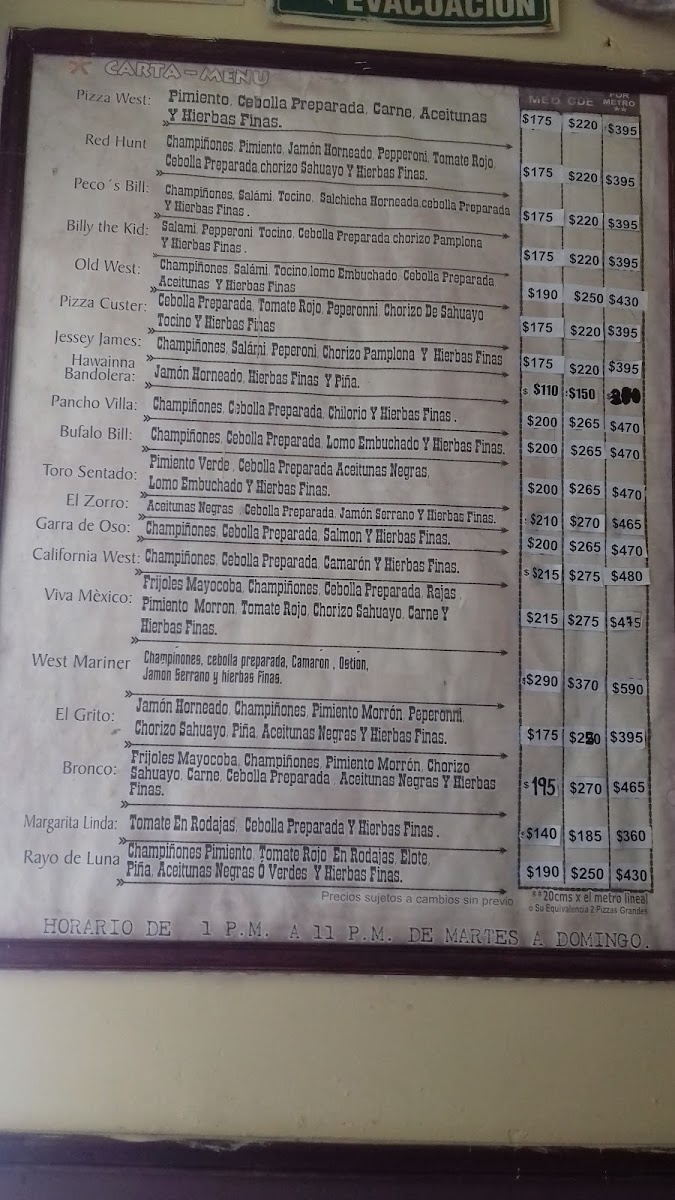 EVACUACION
CARTA-MENU
MED GDE POR METRO **
Pizza West: Pimiento, Cebolla Preparada, Carne, Aceitunas
Y Hierbas Finas. $175 $220 $395
Red Hunt Champiñones, Pimiento, Jamón Horneado, Pepperoni, Tomate Rojo,
Cebolla Preparada,chorizo Sahuayo Y Hierbas Finas. $175 $220 $395
Peco´s Bill: Champiñones, Salámi, Tocino, Salchicha Horneada,cebolla Preparada
Y Hierbas Finas . $175 $220 $395
Billy the Kid: Salami, Pepperoni, Tocino, Cebolla Preparada chorizo Pamplona
Y Hierbas Finas . $175 $220 $395
Old West: Champiñones, Salámi, Tocino,lomo Embuchado, Cebolla Preparada,
Aceitunas Y Hierbas Finas $190 $250 $430
Pizza Custer: Cebolla Preparada, Tomate Rojo, Peperonni, Chorizo De Sahuayo
Tocino Y Hierbas Finas $175 $220 $395
Jessey James: Champiñones, Salámi, Peperoni, Chorizo Pamplona Y Hierbas Finas $175 $220 $395
Hawainna
Bandolera: Jamón Horneado, Hierbas Finas Y Piña. $110 $150
Pancho Villa: Champiñones, Cebolla Preparada, Chilorio Y Hierbas Finas . $200 $265 $470
Bufalo Bill: Champiñones, Cebolla Preparada, Lomo Embuchado Y Hierbas Finas. $200 $265 $470
Toro Sentado: Pimiento Verde , Cebolla Preparada Aceitunas Negras,
Lomo Embuchado Y Hierbas Finas. $200 $265 $470
El Zorro: Aceitunas Negras , Cebolla Preparada, Jamón Serrano Y Hierbas Finas. $210 $270 $465
Garra de Oso: Champiñones, Cebolla Preparada, Salmon Y Hierbas Finas. $200 $265 $470
California West: Champiñones, Cebolla Preparada, Camarón Y Hierbas Finas. $215 $275 $480
Viva Mèxico: Frijoles Mayocoba, Champiñones, Cebolla Preparada, Rajas ,
Pimiento Morron, Tomate Rojo, Chorizo Sahuayo, Carne Y
Hierbas Finas. $215 $275
West Mariner Champiñones, cebolla preparada, Camaron , Ostion,
Jamon Serrano y hierbas Finas. $290 $370 $590
El Grito: Jamón Horneado, Champiñones, Pimiento Morrón, Peperonni,
Chorizo Sahuayo, Piña, Aceitunas Negras Y Hierbas Finas. $175 $395
Bronco: Frijoles Mayocoba, Champiñones, Pimiento Morrón, Chorizo
Sahuayo, Carne, Cebolla Preparada , Aceitunas Negras Y Hierbas
Finas. $195 $270 $465
Margarita Linda: Tomate En Rodajas, Cebolla Preparada Y Hierbas Finas . $140 $185 $360
Rayo de Luna Champiñones Pimiento, Tomate Rojo En Rodajas, Elote,
Piña, Aceitunas Negras Ó Verdes Y Hierbas Finas. $190 $250 $430
Precios sujetos a cambios sin previo
**20cms x el metro lineal
o Su Equivalencia 2 Pizzas Grandes
HORARIO DE 1 P.M. A 11 P.M. DE MARTES A DOMINGO.